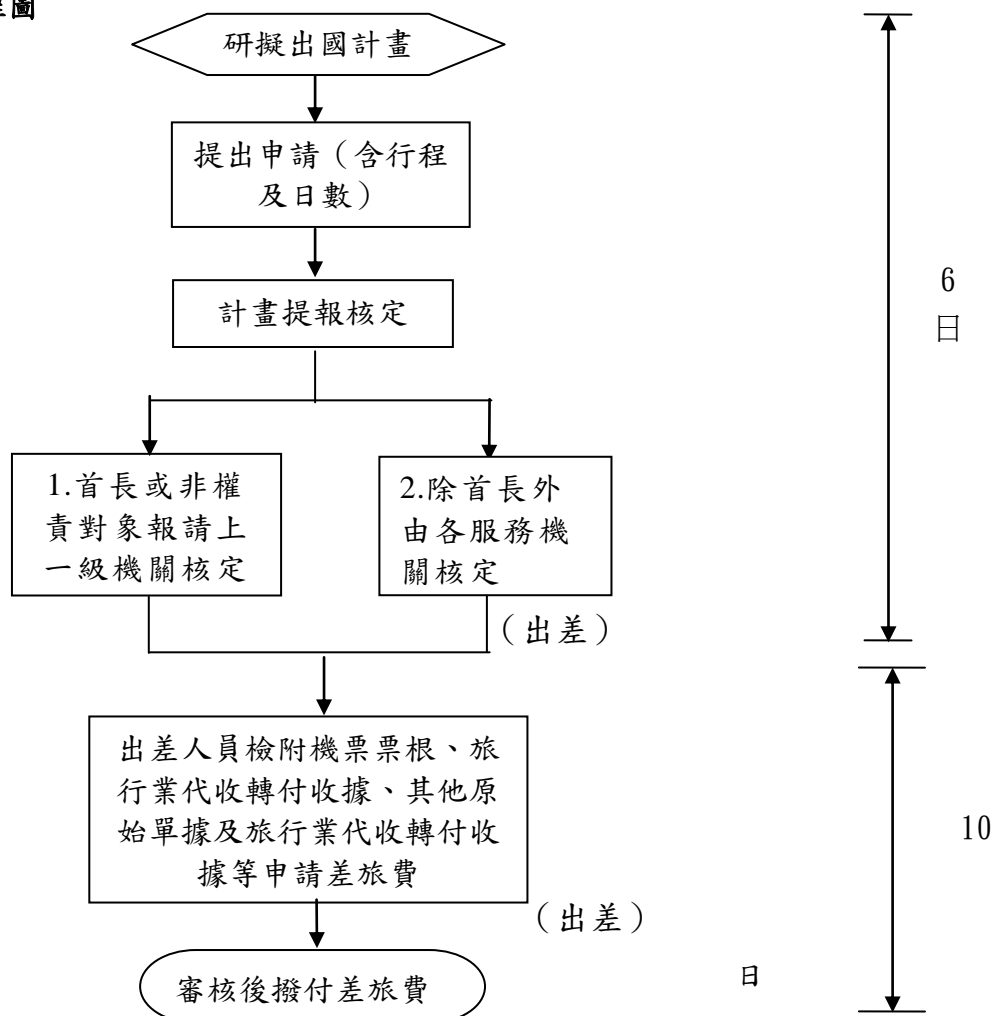 程圖
研擬出國計畫
提出申請（含行程
及日數）
計畫提報核定
6
日
1.首長或非權
責對象報請上
一級機關核定
2.除首長外
由各服務機
關核定
（出差）
出差人員檢附機票票根、旅
行業代收轉付收據、其他原
始單據及旅行業代收轉付收
據等申請差旅費
10
（出差）
日
審核後撥付差旅費